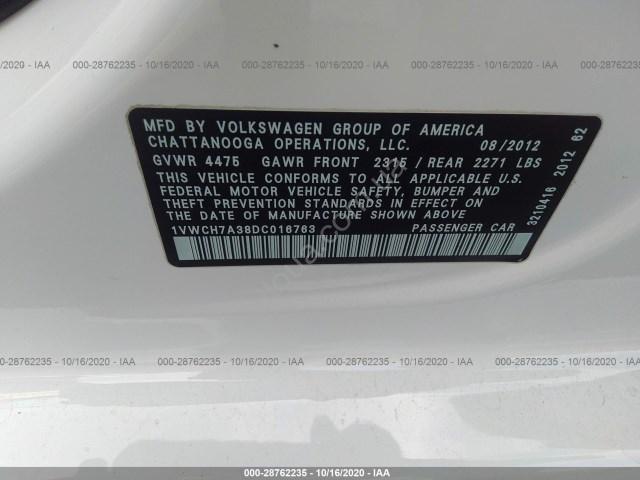 10/16/2020 - IAA 000-28762235 - 10/16/2020 - IAA 000-28762235 - 10/16/2020 - IAA 000-28762235
MFD BY VOLKSWAGEN GROUP OF AMERICA
CHATTANOOGA OPERATIONS, LLC. 08/2012
GVWR 4475 GAWR FRONT 2315 / REAR 2271 LBS
THIS VEHICLE CONFORMS TO ALL APPLICABLE U.S.
FEDERAL MOTOR VEHICLE SAFETY, BUMPER AND
THEFT PREVENTION STANDARDS IN EFFECT ON
THE DATE OF MANUFACTURE SHOWN ABOVE
1VWCH7A38DC016763 PASSENGER CAR
3210416 2012 62
000-28762235 - 10/16/2020 - IAA 000-28762235 - 10/16/2020 - IAA 000-28762235 - 10/16/2020 - IAA
000-28762235 - 10/16/2020 - IAA